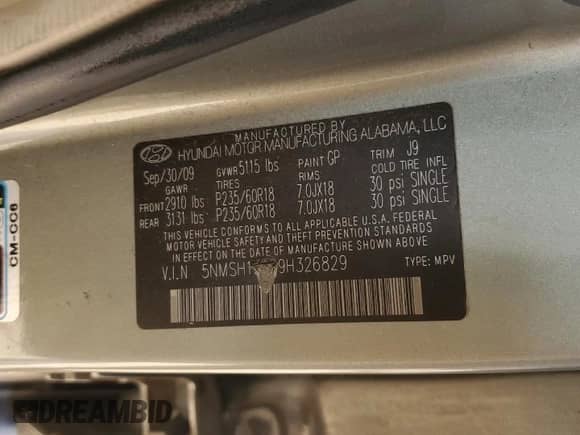 MANUFACTURED BY
HYUNDAI MOTOR MANUFACTURING ALABAMA, LLC
Sep/30/09 GVWR 5115 lbs PAINT GP TRIM J9
GAWR TIRES RIMS COLD TIRE INFL
FRONT 2910 lbs P235/60R18 7.0JX18 30 psi SINGLE
REAR 3131 lbs P235/60R18 7.0JX18 30 psi SINGLE
THIS VEHICLE CONFORMS TO ALL APPLICABLE U.S.A. FEDERAL
MOTOR VEHICLE SAFETY AND THEFT PREVENTION STANDARDS
IN EFFECT ON THE DATE OF MANUFACTURE SHOWN ABOVE.
V.I.N 5NMSH1 9H326829 TYPE: MPV
CM-CC6
DREAMBID